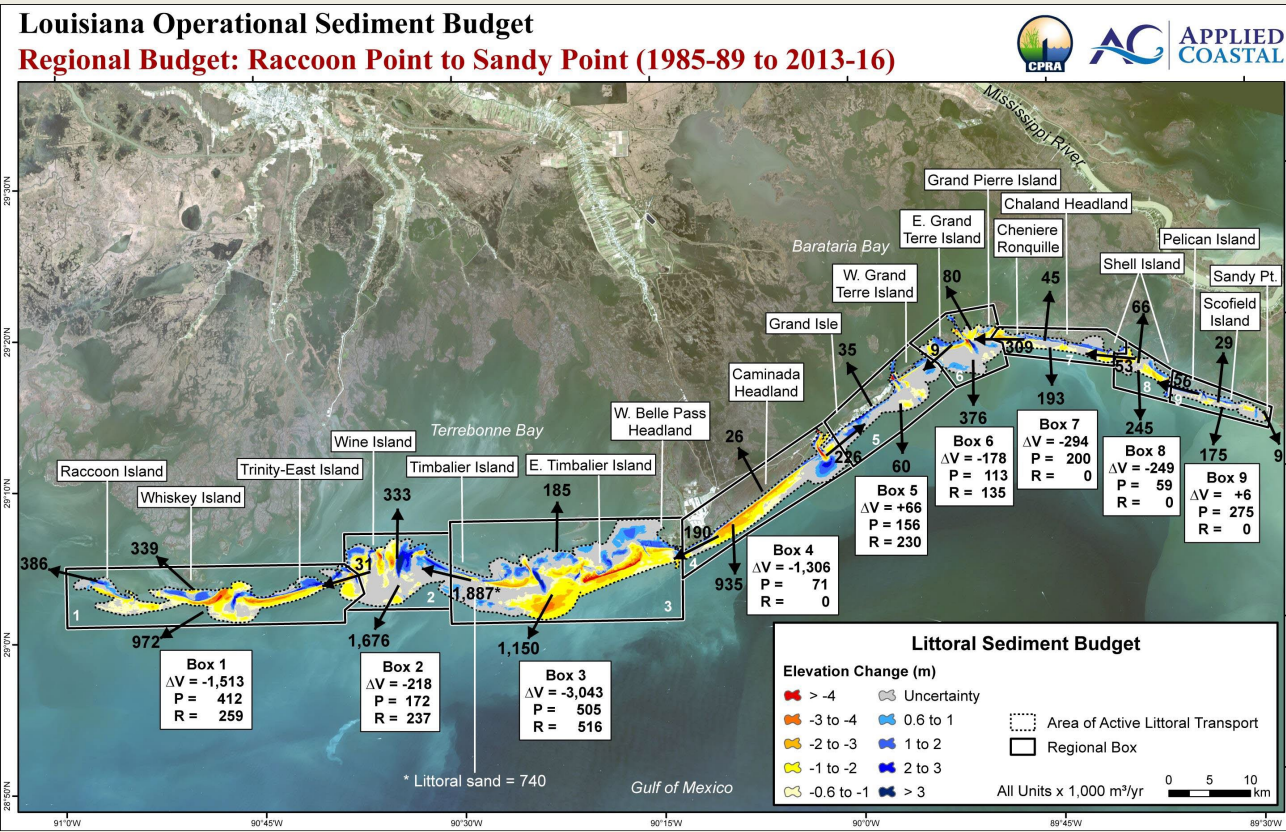 Louisiana Operational Sediment Budget
Regional Budget: Raccoon Point to Sandy Point (1985-89 to 2013-16)
CPRA
AC
APPLIED
COASTAL
Mississippi River
29°30'N
29°20'N
29°10'N
29°0'N
28°50'N
Grand Pierre Island
Chaland Headland
E. Grand
Terre Island
Cheniere
Ronquille
Pelican Island
Barataria Bay
Shell Island
Sandy Pt.
W. Grand
Terre Island
80
45
Scofield
Island
66
Grand Isle
29
35
9
309
7
53
8
56
9
6
Caminada
Headland
376
193
245
175
9
W. Belle Pass
Headland
26
5
226
60
Wine Island
Terrebonne Bay
Raccoon Island
Trinity-East Island
Timbalier Island
E. Timbalier Island
Whiskey Island
333
185
190
4
935
339
386
31
1,887*
1
2
3
972
1,676
1,150
Box 1
∆V = -1,513
P = 412
R = 259
Box 2
∆V = -218
P = 172
R = 237
Box 3
∆V = -3,043
P = 505
R = 516
Box 4
∆V = -1,306
P = 71
R = 0
Box 5
∆V = +66
P = 156
R = 230
Box 6
∆V = -178
P = 113
R = 135
Box 7
∆V = -294
P = 200
R = 0
Box 8
∆V = -249
P = 59
R = 0
Box 9
∆V = +6
P = 275
R = 0
* Littoral sand = 740
Gulf of Mexico
Littoral Sediment Budget
Elevation Change (m)
> -4
-3 to -4
-2 to -3
-1 to -2
-0.6 to -1
Uncertainty
0.6 to 1
1 to 2
2 to 3
> 3
Area of Active Littoral Transport
Regional Box
All Units x 1,000 m³/yr
0 5 10
km
91°0'W
90°45'W
90°30'W
90°15'W
90°0'W
89°45'W
89°30'W